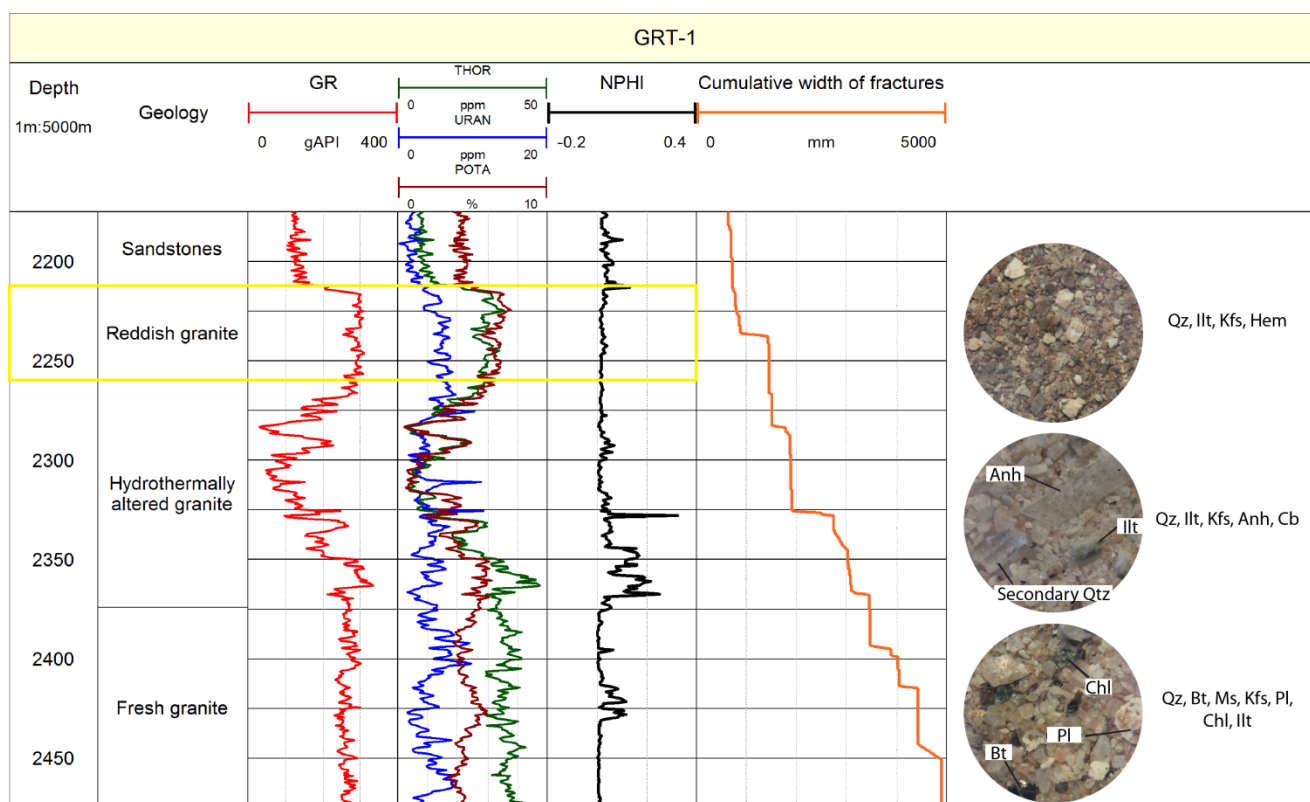 GRT-1
Depth
1m:5000m
Geology
GR
0 gAPI 400
THOR
0 ppm 50
URAN
0 ppm 20
POTA
0 % 10
NPHI
-0.2 0.4
Cumulative width of fractures
0 mm 5000
Sandstones
2200
Reddish granite
2250
2300
Hydrothermally
altered granite
2350
2400
Fresh granite
2450
Qz, Ilt, Kfs, Hem
Anh
Ilt
Secondary Qtz
Qz, Ilt, Kfs, Anh, Cb
Chl
Pl
Bt
Qz, Bt, Ms, Kfs, Pl,
Chl, Ilt